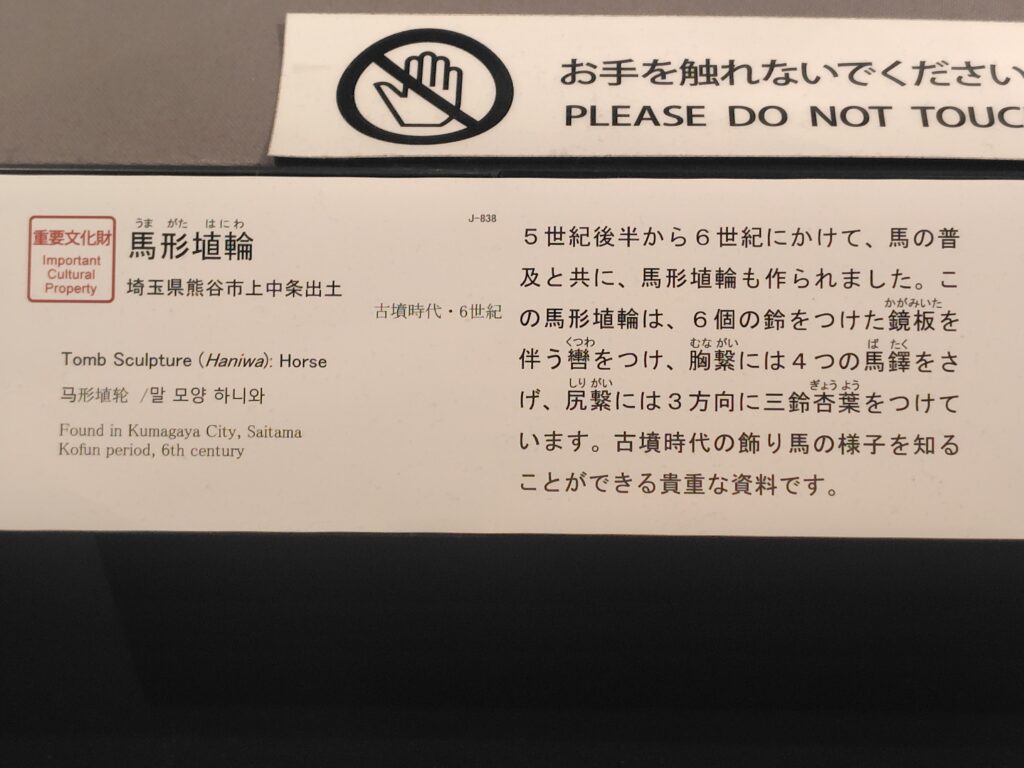 お手を触れないでください
PLEASE DO NOT TOUC
重要文化財
Important
Cultural
Property
うま がた はにわ
馬形埴輪
J-838
埼玉県熊谷市上中条出土
古墳時代・6世紀
Tomb Sculpture (Haniwa): Horse
马形埴轮 /말 모양 하니와
Found in Kumagaya City, Saitama
Kofun period, 6th century
５世紀後半から６世紀にかけて、馬の普
及と共に、馬形埴輪も作られました。こ
かがみいた
の馬形埴輪は、６個の鈴をつけた鏡板を
くつわ むながい ばたく
伴う轡をつけ、胸繋には４つの馬鐸をさ
しりがい ぎょうよう
げ、尻繋には３方向に三鈴杏葉をつけて
います。古墳時代の飾り馬の様子を知る
ことができる貴重な資料です。